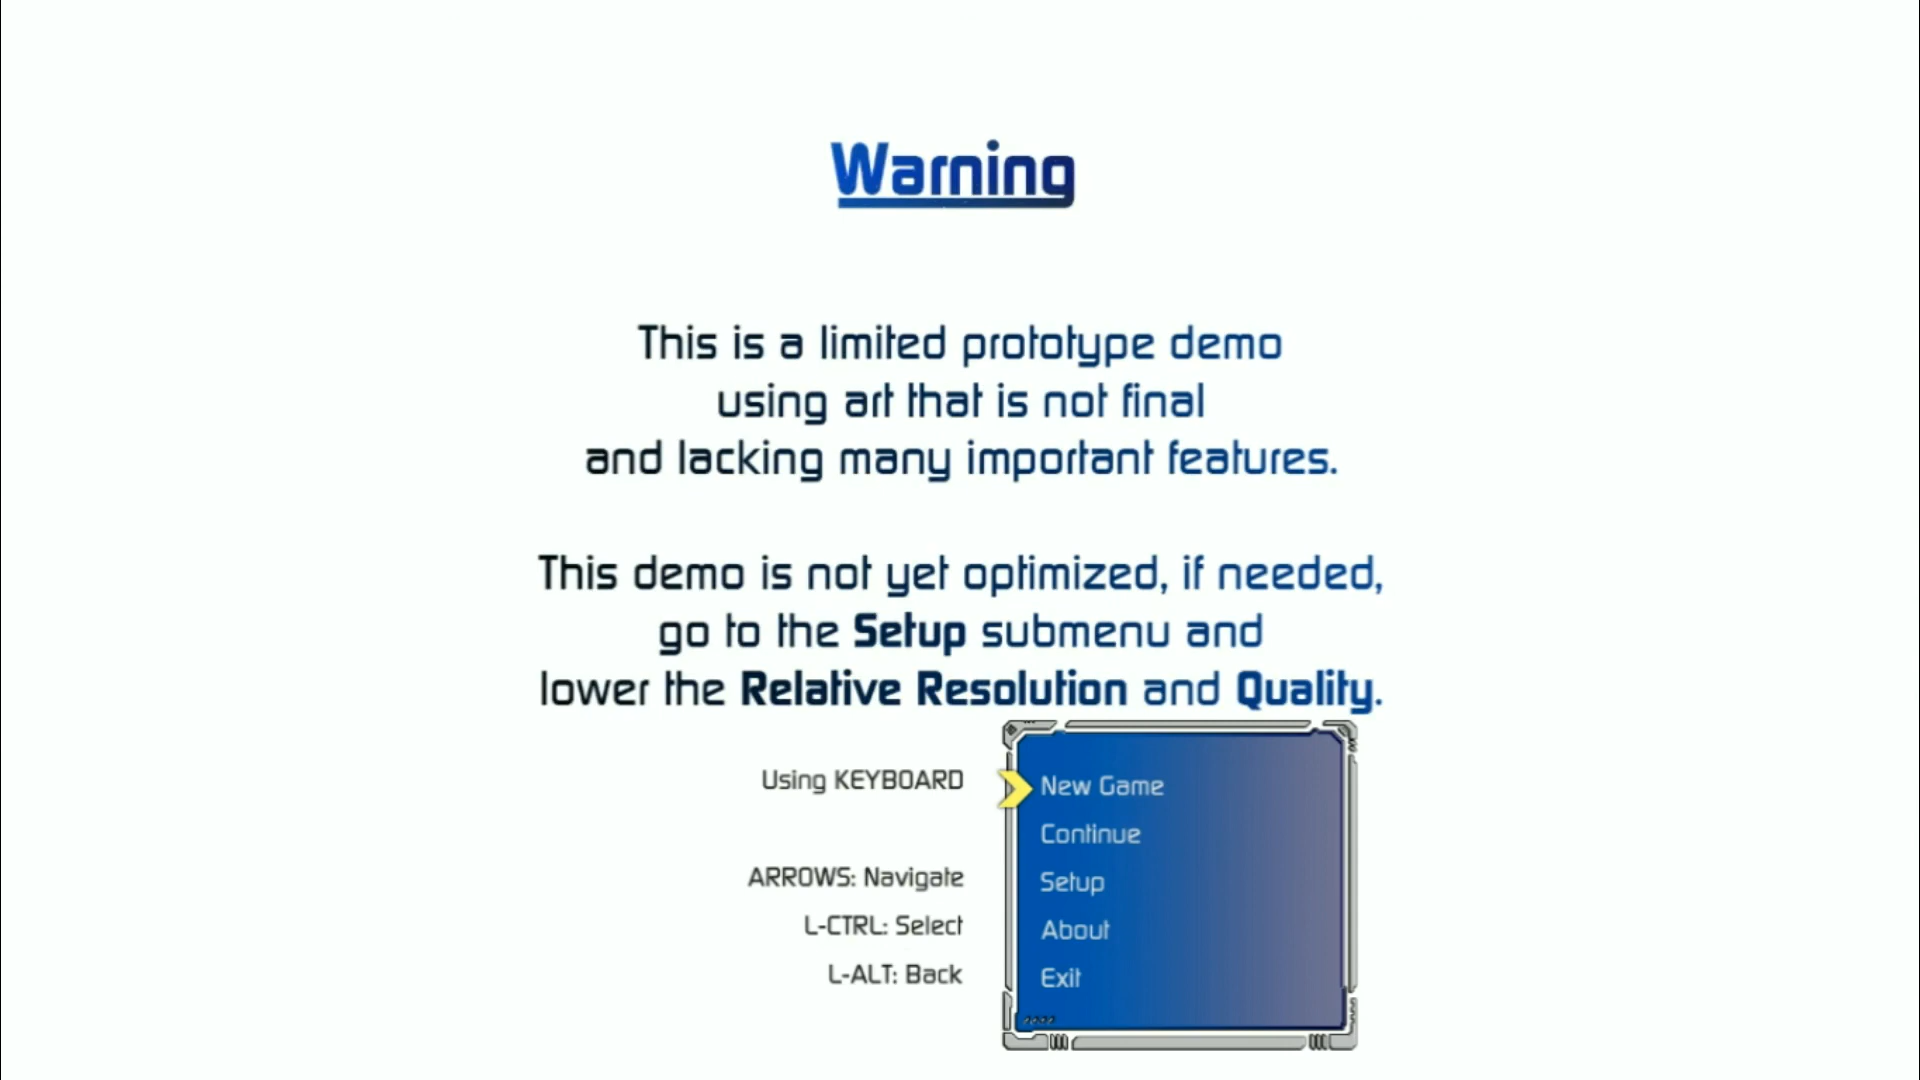 Warning
This is a limited prototype demo
using art that is not final
and lacking many important features.
This demo is not yet optimized, if needed,
go to the Setup submenu and
lower the Relative Resolution and Quality.
Using KEYBOARD
ARROWS: Navigate
L-CTRL: Select
L-ALT: Back
New Game
Continue
Setup
About
Exit